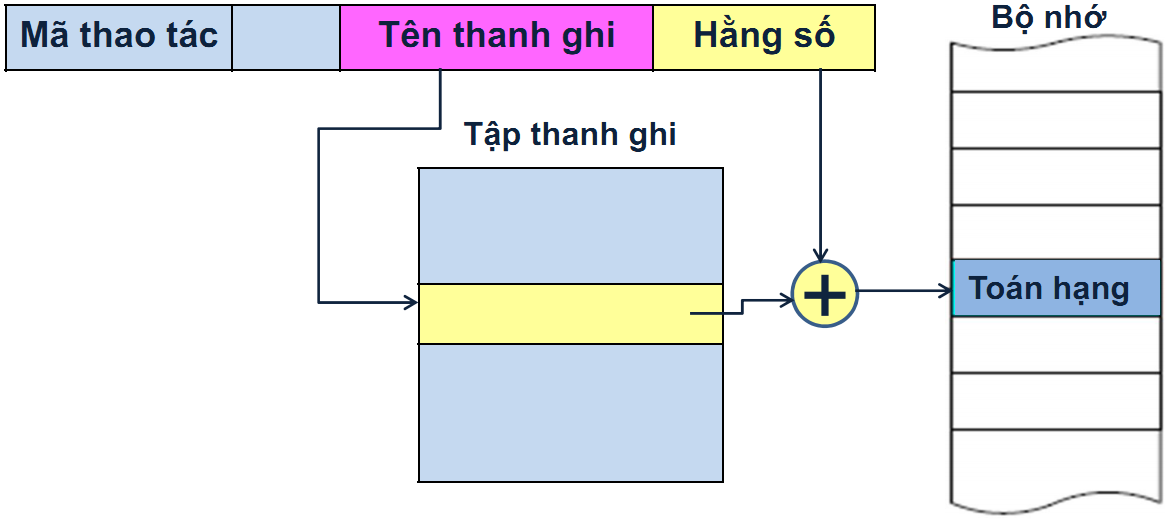 Mã thao tác
Tên thanh ghi
Hằng số
Bộ nhớ
Tập thanh ghi
+
Toán hạng